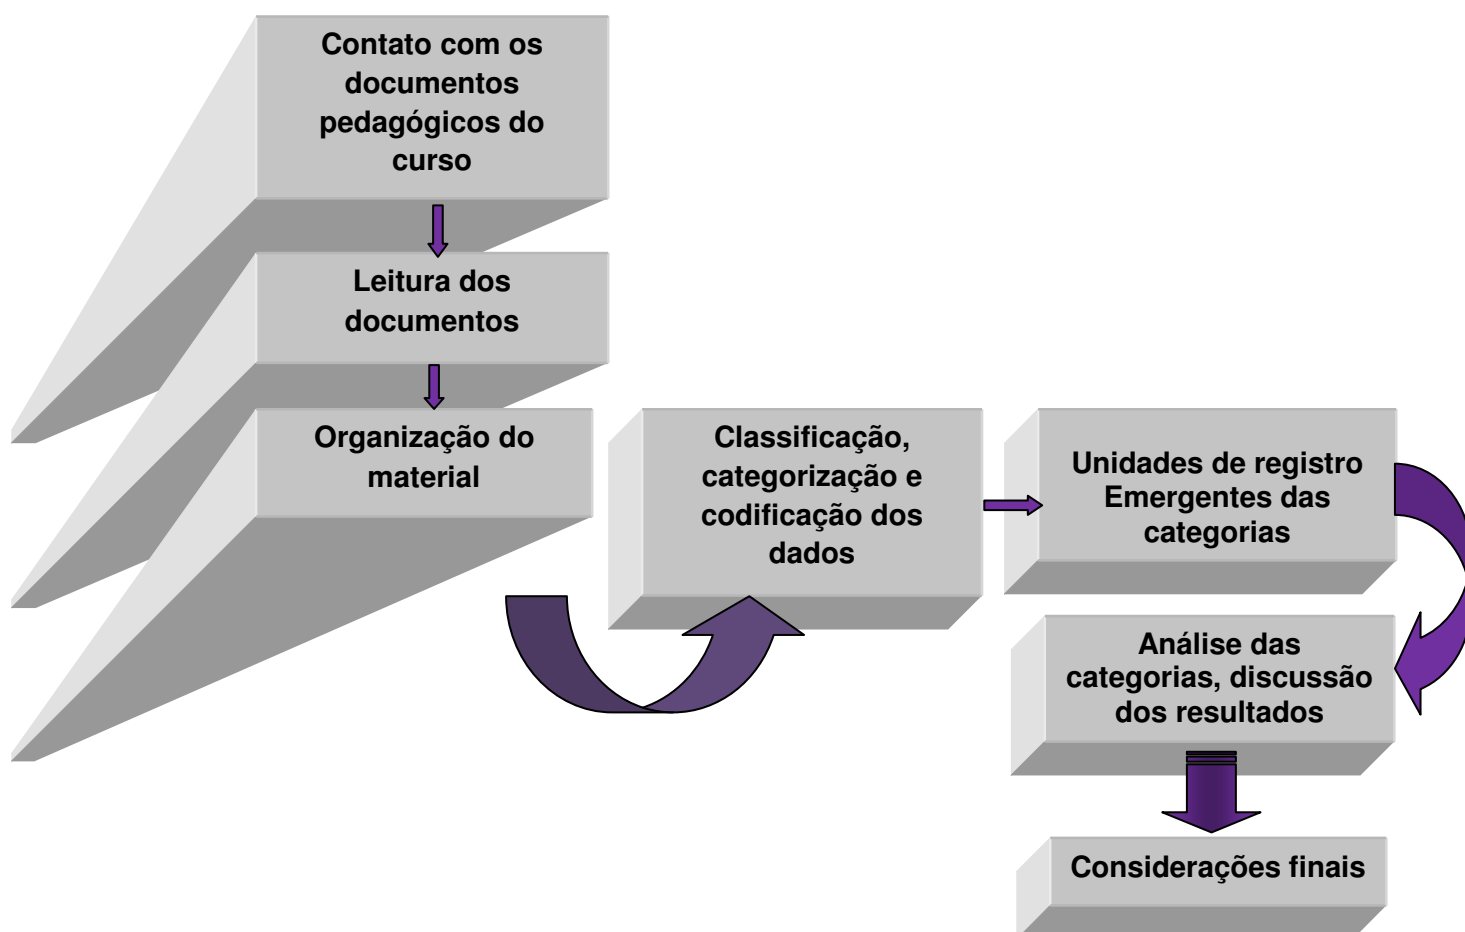 Contato com os
documentos
pedagógicos do
curso
Leitura dos
documentos
Organização do
material
Classificação,
categorização e
codificação dos
dados
Unidades de registro
Emergentes das
categorias
Análise das
categorias, discussão
dos resultados
Considerações finais